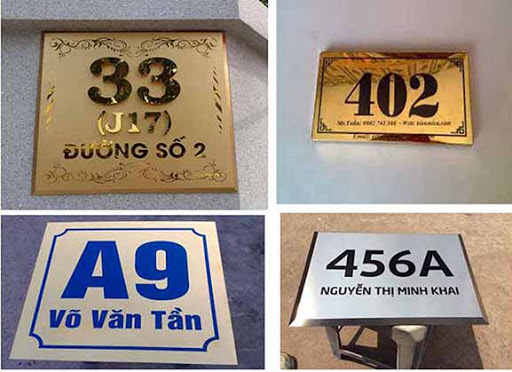 33
(J17)
ĐƯỜNG SỐ 2
402
A9
Võ Văn Tần
456A
NGUYỄN THỊ MINH KHAI